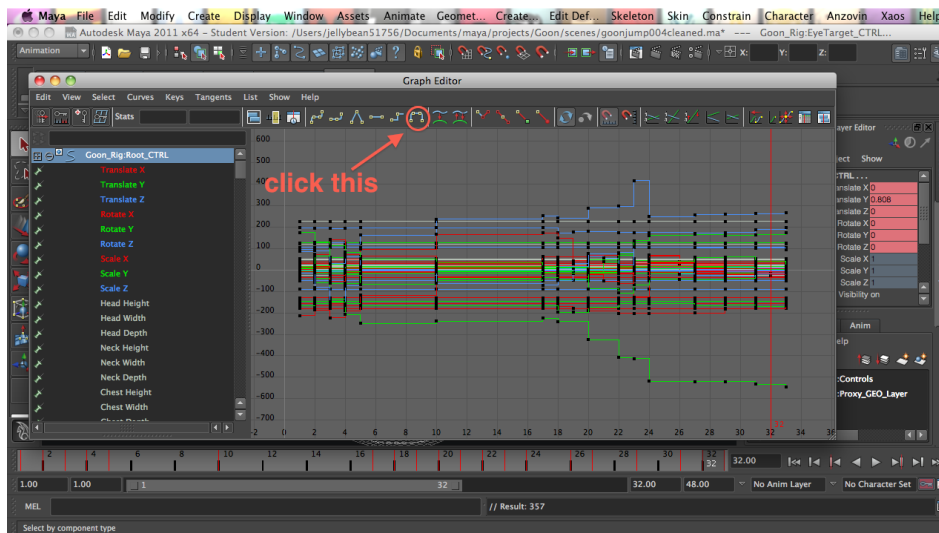 Maya File Edit Modify Create Display Window Assets Animate Geomet... Create... Edit Def... Skeleton Skin Constrain Character Anzovin Xaos Help
Autodesk Maya 2011 x64 – Student Version: /Users/jellybean51756/Documents/maya/projects/Goon/scenes/goonjump004cleaned.ma* --- Goon_Rig:EyeTarget_CTRL...
Animation X: Y: Z:
Graph Editor
Edit View Select Curves Keys Tangents List Show Help
Stats
click this
Goon_Rig:Root_CTRL
Translate X
Translate Y
Translate Z
Rotate X
Rotate Y
Rotate Z
Scale X
Scale Y
Scale Z
Head Height
Head Width
Head Depth
Neck Height
Neck Width
Neck Depth
Chest Height
Chest Width
Chest Depth
600
500
400
300
200
100
0
-100
-200
-300
-400
-500
-600
-700
-2 0 2 4 6 8 10 12 14 16 18 20 22 24 26 28 30 32 34 36
32
ayer Editor
ect Show
CTRL...
anslate X 0
anslate Y 0.808
anslate Z 0
Rotate X 0
Rotate Y 0
Rotate Z 0
Scale X 1
Scale Y 1
Scale Z 1
Visibility on
Anim
elp
:Controls
:Proxy_GEO_Layer
2 4 6 8 10 12 14 16 18 20 22 24 26 28 30 32
32 32.00
1.00 1.00 1 32 32.00 48.00 No Anim Layer No Character Set
MEL // Result: 357
Select by component type